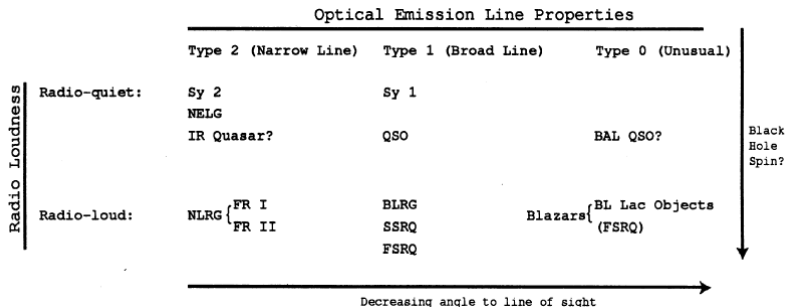 Optical Emission Line Properties
Type 2 (Narrow Line) Type 1 (Broad Line) Type 0 (Unusual)
Radio Loudness
Radio-quiet: Sy 2 Sy 1
NELG
IR Quasar? QSO BAL QSO?
Black
Hole
Spin?
Radio-loud: NLRG { FR I BLRG Blazars { BL Lac Objects
FR II SSRQ (FSRQ)
FSRQ
Decreasing angle to line of sight